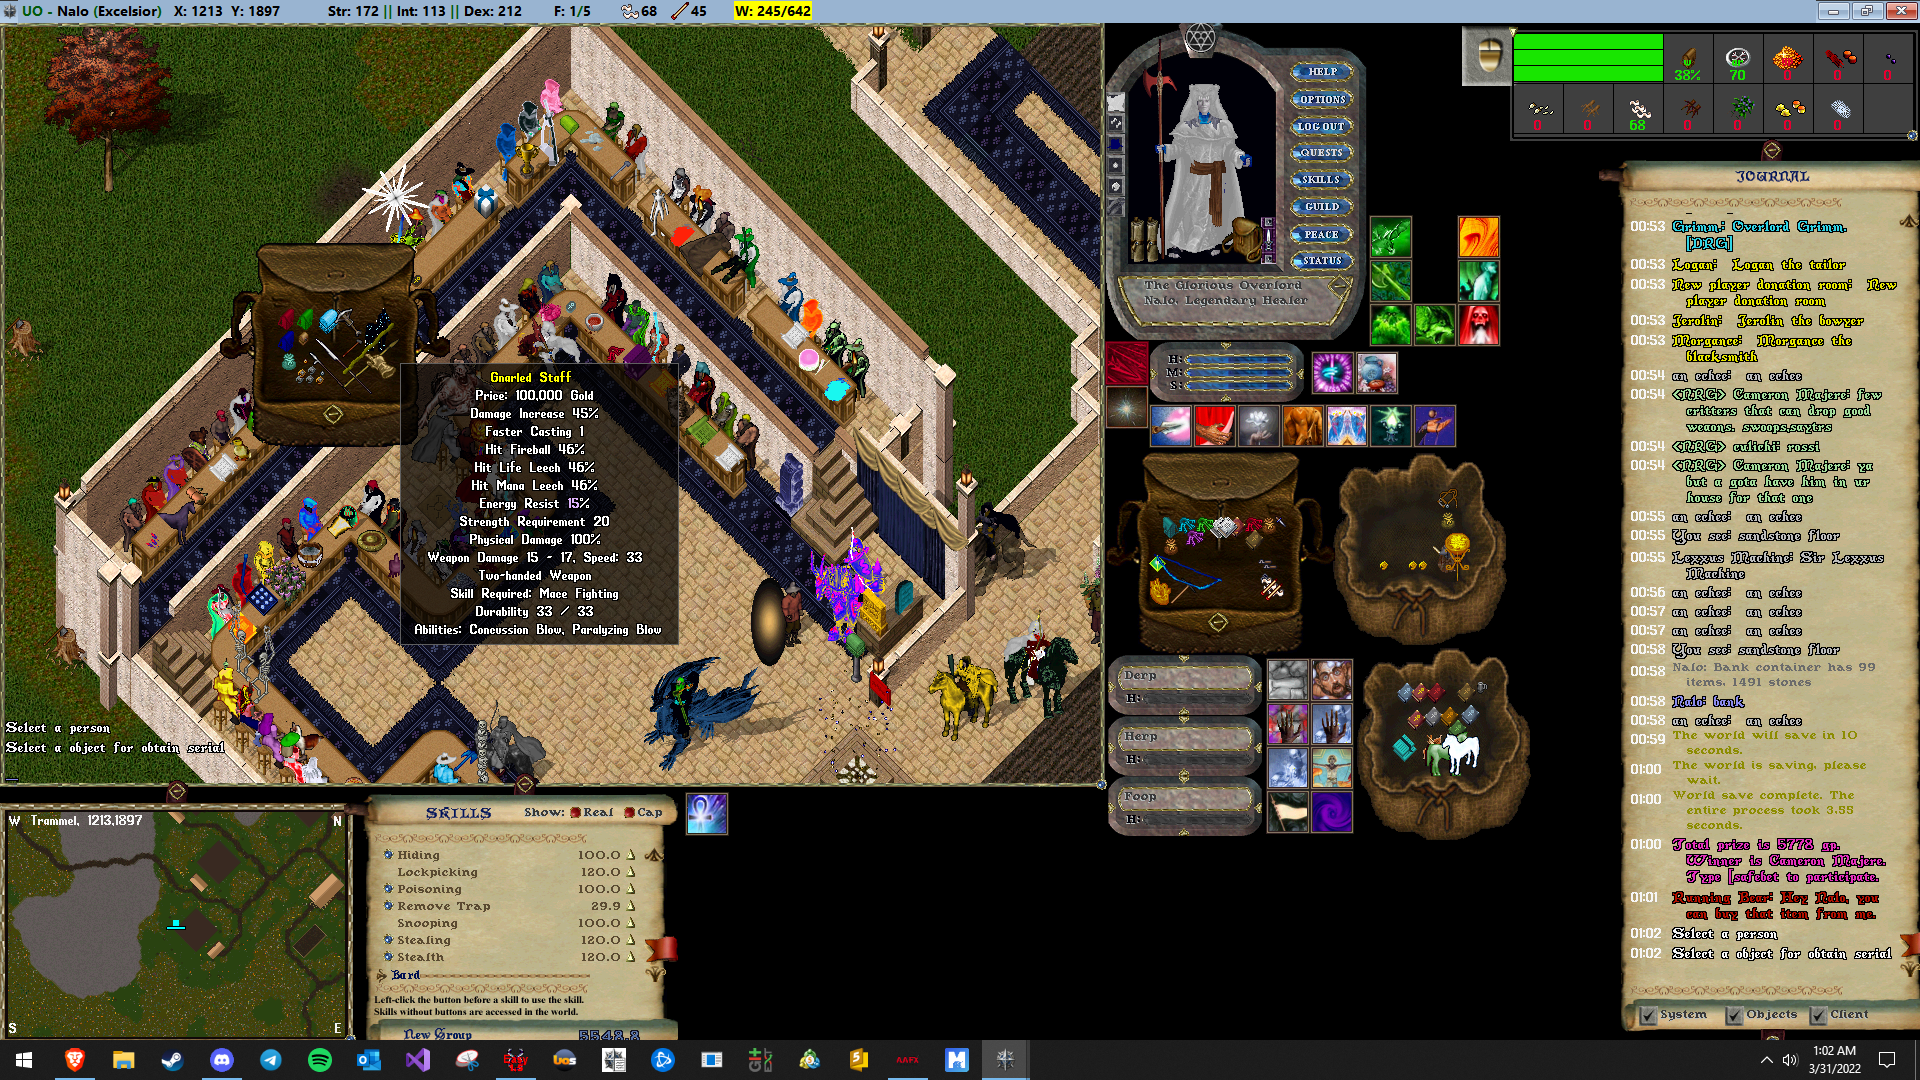 UO - Nalo (Excelsior) X: 1213 Y: 1897 Str: 172 || Int: 113 || Dex: 212 F: 1/5 68 45 W: 245/642
HELP
OPTIONS
LOG OUT
QUESTS
SKILLS
GUILD
PEACE
STATUS
The Glorious Overlord
Nalo, Legendary Healer
38% 70 0 0 0
0 0 68 0 0 0 0
H:
M:
S:
Gnarled Staff
Price: 100,000 Gold
Damage Increase 45%
Faster Casting 1
Hit Fireball 46%
Hit Life Leech 46%
Hit Mana Leech 46%
Energy Resist 15%
Strength Requirement 20
Physical Damage 100%
Weapon Damage 15 - 17, Speed: 33
Two-handed Weapon
Skill Required: Mace Fighting
Durability 33 / 33
Abilities: Concussion Blow, Paralyzing Blow
Select a person
Select a object for obtain serial
Derp
H:
Herp
H:
Foop
H:
W Trammel, 1213,1897 N
S E
SKILLS Show: Real Cap
Hiding 100.0
Lockpicking 120.0
Poisoning 100.0
Remove Trap 29.9
Snooping 100.0
Stealing 120.0
Stealth 120.0
Bard
Left-click the button before a skill to use the skill.
Skills without buttons are accessed in the world.
New Group 5548.8
JOURNAL
00:53 Grimm,: Overlord Grimm,
[NRG]
00:53 Logan: Logan the tailor
00:53 New player donation room: New
player donation room
00:53 Jerolin: Jerolin the bowyer
00:53 Morgance: Morgance the
blacksmith
00:54 an echee: an echee
00:54 <NRG> Cameron Majere: few
critters that can drop good
weaons. swoops,saytrs
00:54 <NRG> culichi: rossi
00:54 <NRG> Cameron Majere: ya
but a gota have him in ur
house for that one
00:55 an echee: an echee
00:55 You see: sandstone floor
00:55 Lexxus Machine: Sir Lexxus
Machine
00:56 an echee: an echee
00:57 an echee: an echee
00:57 an echee: an echee
00:58 You see: sandstone floor
00:58 Nalo: Bank container has 99
items, 1491 stones
00:58 Nalo: bank
00:58 an echee: an echee
00:59 The world will save in 10
seconds.
01:00 The world is saving, please
wait.
01:00 World save complete. The
entire process took 3.55
seconds.
01:00 Total prize is 5778 gp.
Winner is Cameron Majere.
Type [safebet to participate.
01:01 Running Bear: Hey Nalo, you
can buy that item from me.
01:02 Select a person
01:02 Select a object for obtain serial
System Objects Client
1:02 AM
3/31/2022